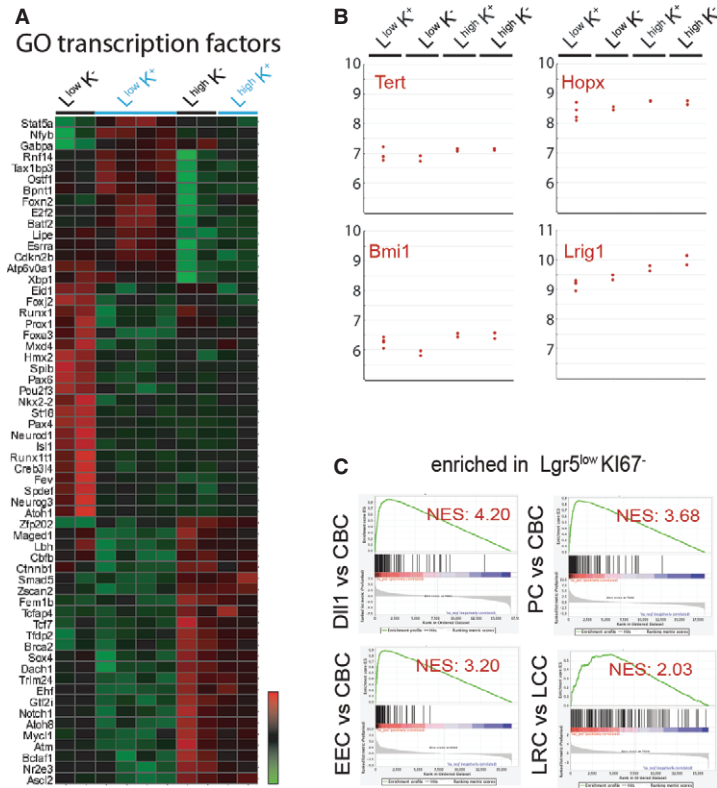 A
GO transcription factors
L low K- L low K+ L high K- L high K+
Stat5a
Nfyb
Gabpa
Rnf14
Tax1bp3
Ostf1
Bpnt1
Foxn2
E2f2
Batf2
Lipe
Esrra
Cdkn2b
Atp6v0a1
Xbp1
Eid1
Foxj2
Runx1
Prox1
Foxa3
Mxd4
Hmx2
Spib
Pax6
Pou2f3
Nkx2-2
St18
Pax4
Neurod1
Isl1
Runx1t1
Creb3l4
Fev
Spdef
Neurog3
Atoh1
Zfp202
Maged1
Lbh
Cbfb
Ctnnb1
Smad5
Zscan2
Fem1b
Tcfap4
Tcf7
Tfdp2
Brca2
Sox4
Dach1
Trim24
Ehf
Gtf2i
Notch1
Atoh8
Mycl1
Atm
Bclaf1
Nr2e3
Ascl2
B
L low K+ L low K- L high K+ L high K-
L low K+ L low K- L high K+ L high K-
Tert
10
9
8
7
6
Hopx
10
9
8
7
6
Bmi1
10
9
8
7
6
Lrig1
11
10
9
8
7
C
enriched in Lgr5low KI67-
Dll1 vs CBC
NES: 4.20
PC vs CBC
NES: 3.68
EEC vs CBC
NES: 3.20
LRC vs LCC
NES: 2.03